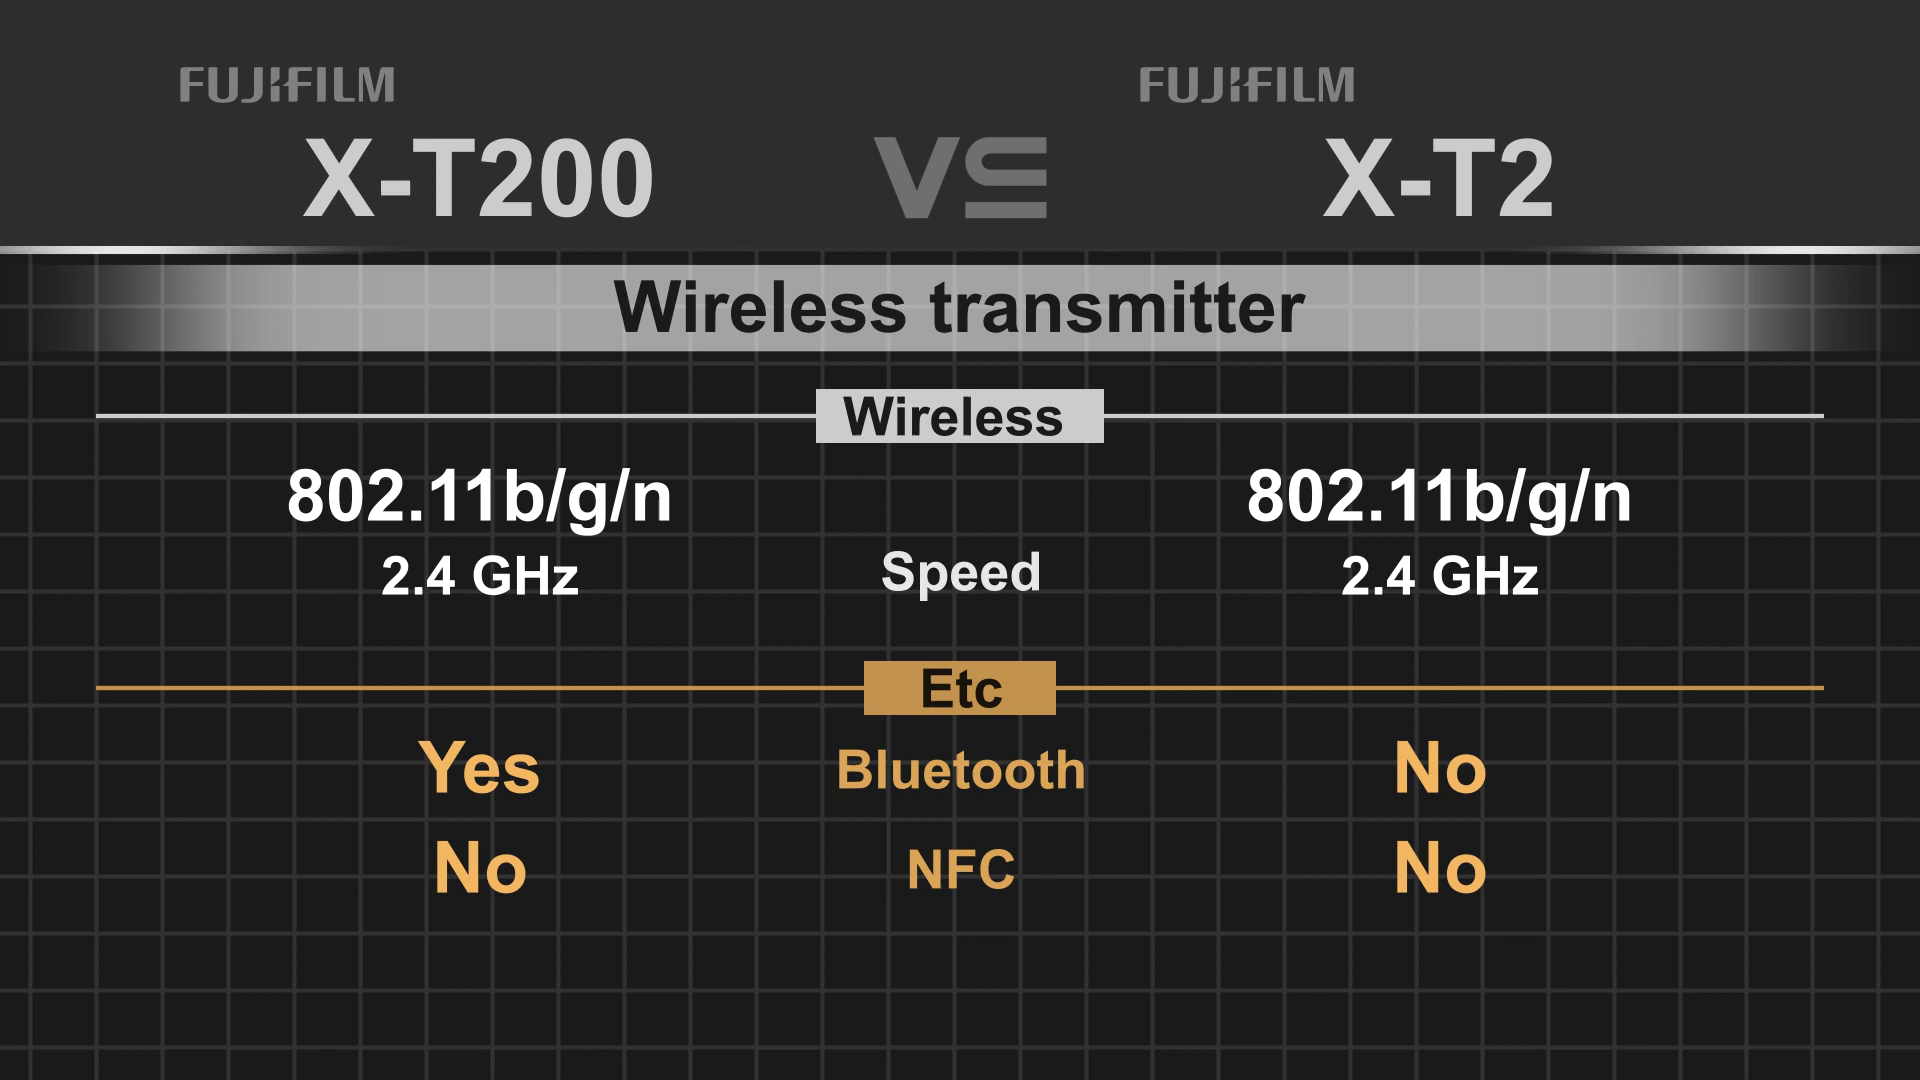 FUJIFILM FUJIFILM
X-T200 VS X-T2
Wireless transmitter
Wireless
802.11b/g/n 802.11b/g/n
2.4 GHz Speed 2.4 GHz
Etc
Yes Bluetooth No
No NFC No